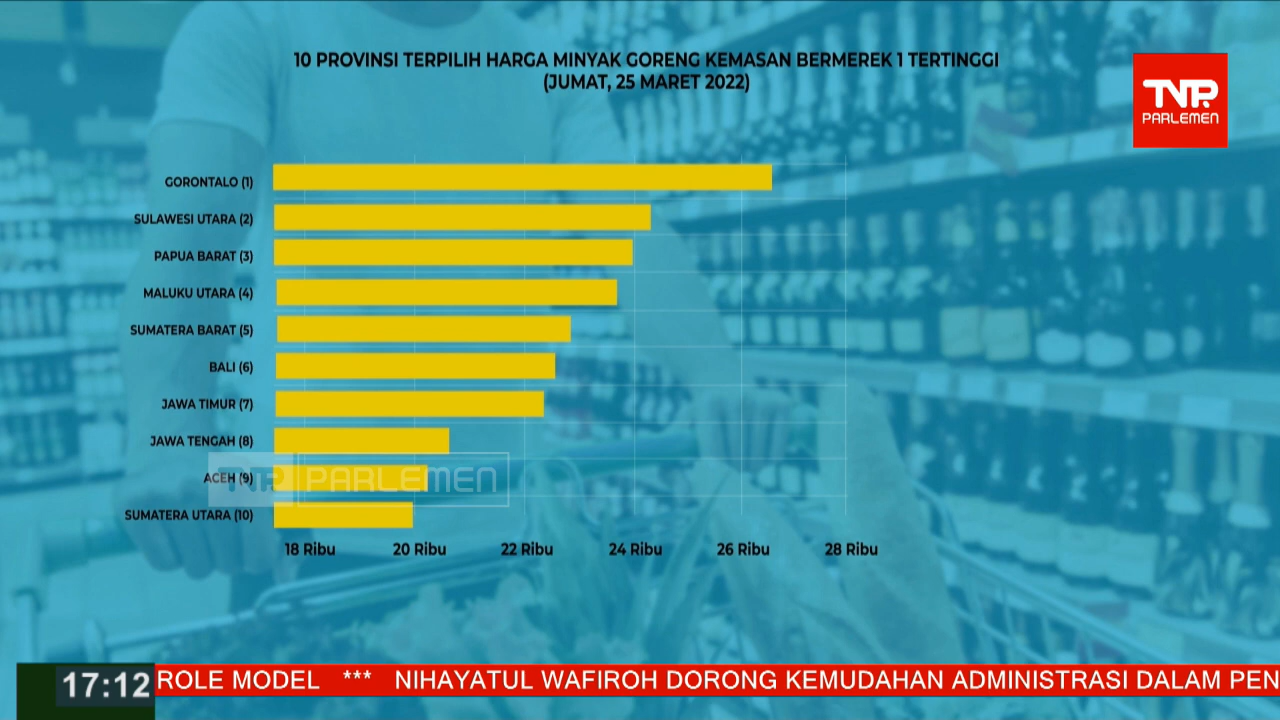 10 PROVINSI TERPILIH HARGA MINYAK GORENG KEMASAN BERMEREK 1 TERTINGGI
(JUMAT, 25 MARET 2022)
TVP.
PARLEMEN
GORONTALO (1)
SULAWESI UTARA (2)
PAPUA BARAT (3)
MALUKU UTARA (4)
SUMATERA BARAT (5)
BALI (6)
JAWA TIMUR (7)
JAWA TENGAH (8)
ACEH (9)
TVP. PARLEMEN
SUMATERA UTARA (10)
18 Ribu 20 Ribu 22 Ribu 24 Ribu 26 Ribu 28 Ribu
17:12 ROLE MODEL *** NIHAYATUL WAFIROH DORONG KEMUDAHAN ADMINISTRASI DALAM PEN